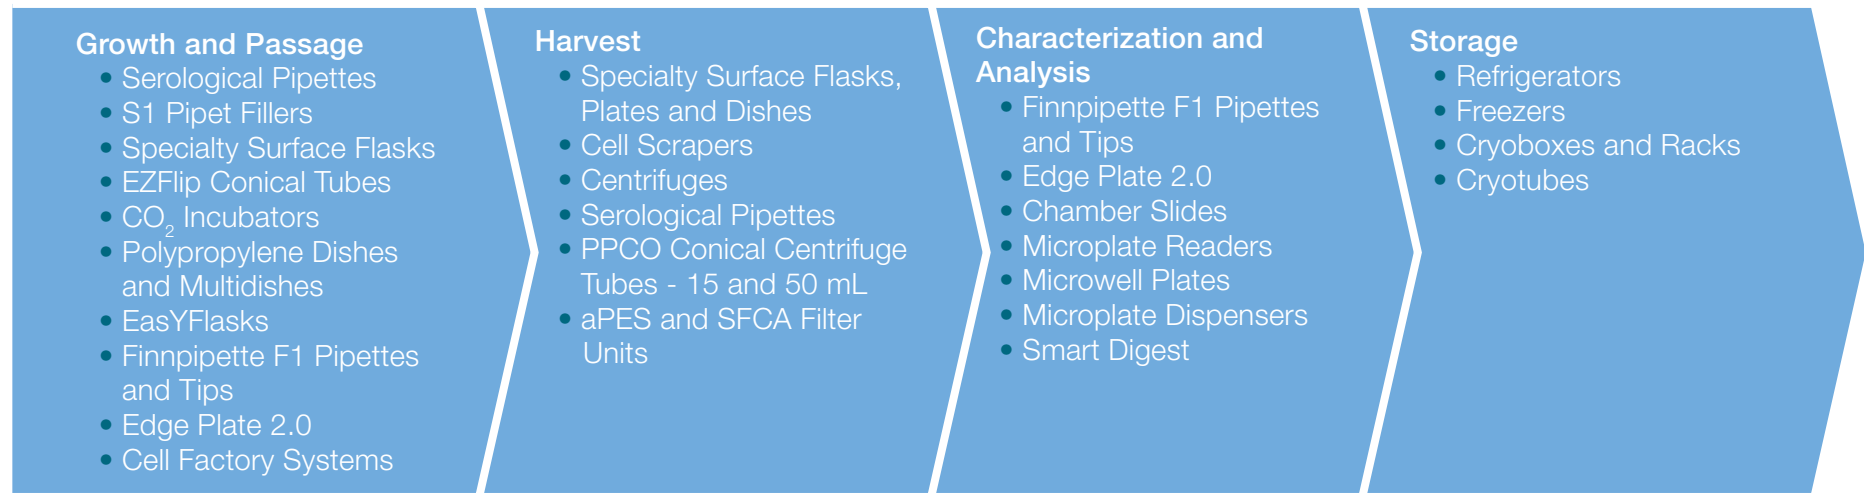 Growth and Passage
• Serological Pipettes
• S1 Pipet Fillers
• Specialty Surface Flasks
• EZFlip Conical Tubes
• CO₂ Incubators
• Polypropylene Dishes
and Multidishes
• EasYFlasks
• Finnpipette F1 Pipettes
and Tips
• Edge Plate 2.0
• Cell Factory Systems
Harvest
• Specialty Surface Flasks,
Plates and Dishes
• Cell Scrapers
• Centrifuges
• Serological Pipettes
• PPCO Conical Centrifuge
Tubes - 15 and 50 mL
• aPES and SFCA Filter
Units
Characterization and
Analysis
• Finnpipette F1 Pipettes
and Tips
• Edge Plate 2.0
• Chamber Slides
• Microplate Readers
• Microwell Plates
• Microplate Dispensers
• Smart Digest
Storage
• Refrigerators
• Freezers
• Cryoboxes and Racks
• Cryotubes